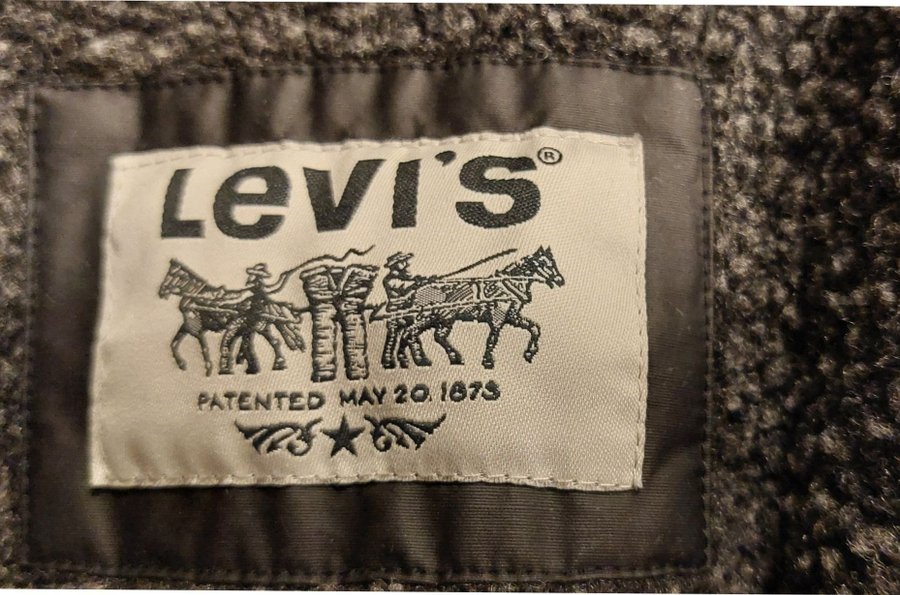 LeVI'S®
PATENTED MAY 20. 1873